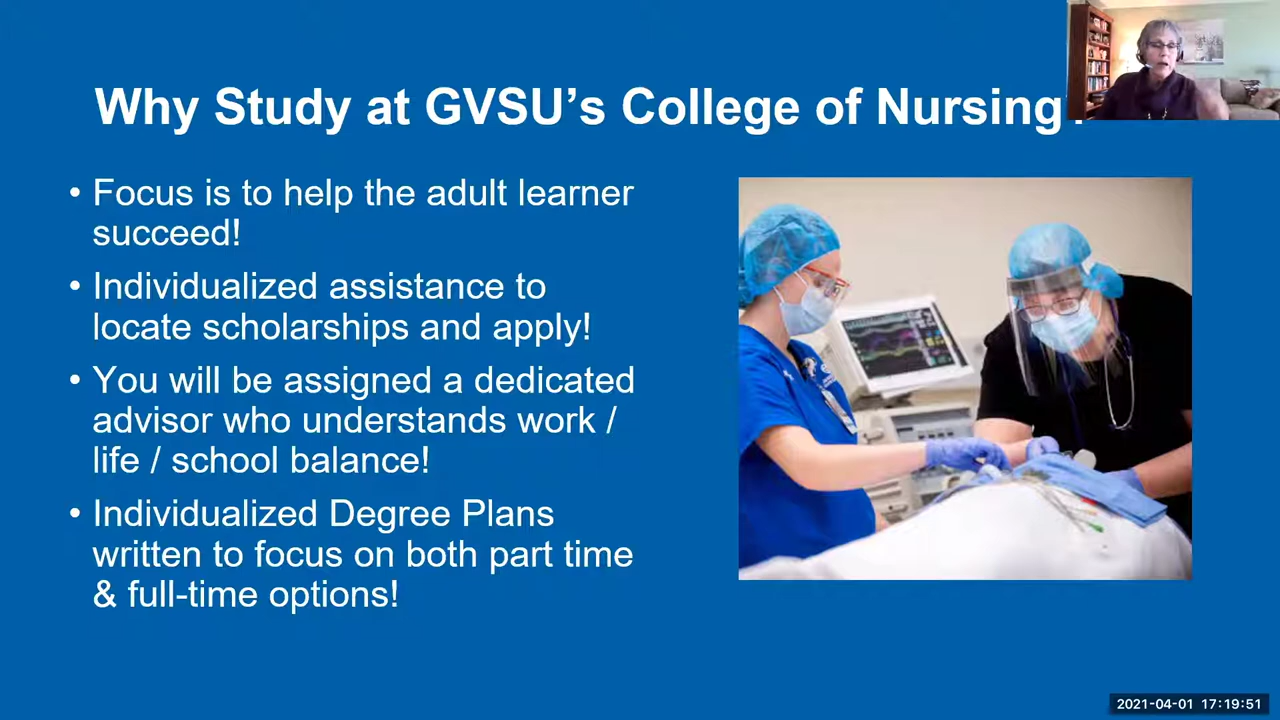 Why Study at GVSU’s College of Nursing
• Focus is to help the adult learner
succeed!
• Individualized assistance to
locate scholarships and apply!
• You will be assigned a dedicated
advisor who understands work /
life / school balance!
• Individualized Degree Plans
written to focus on both part time
& full-time options!
2021-04-01 17:19:51